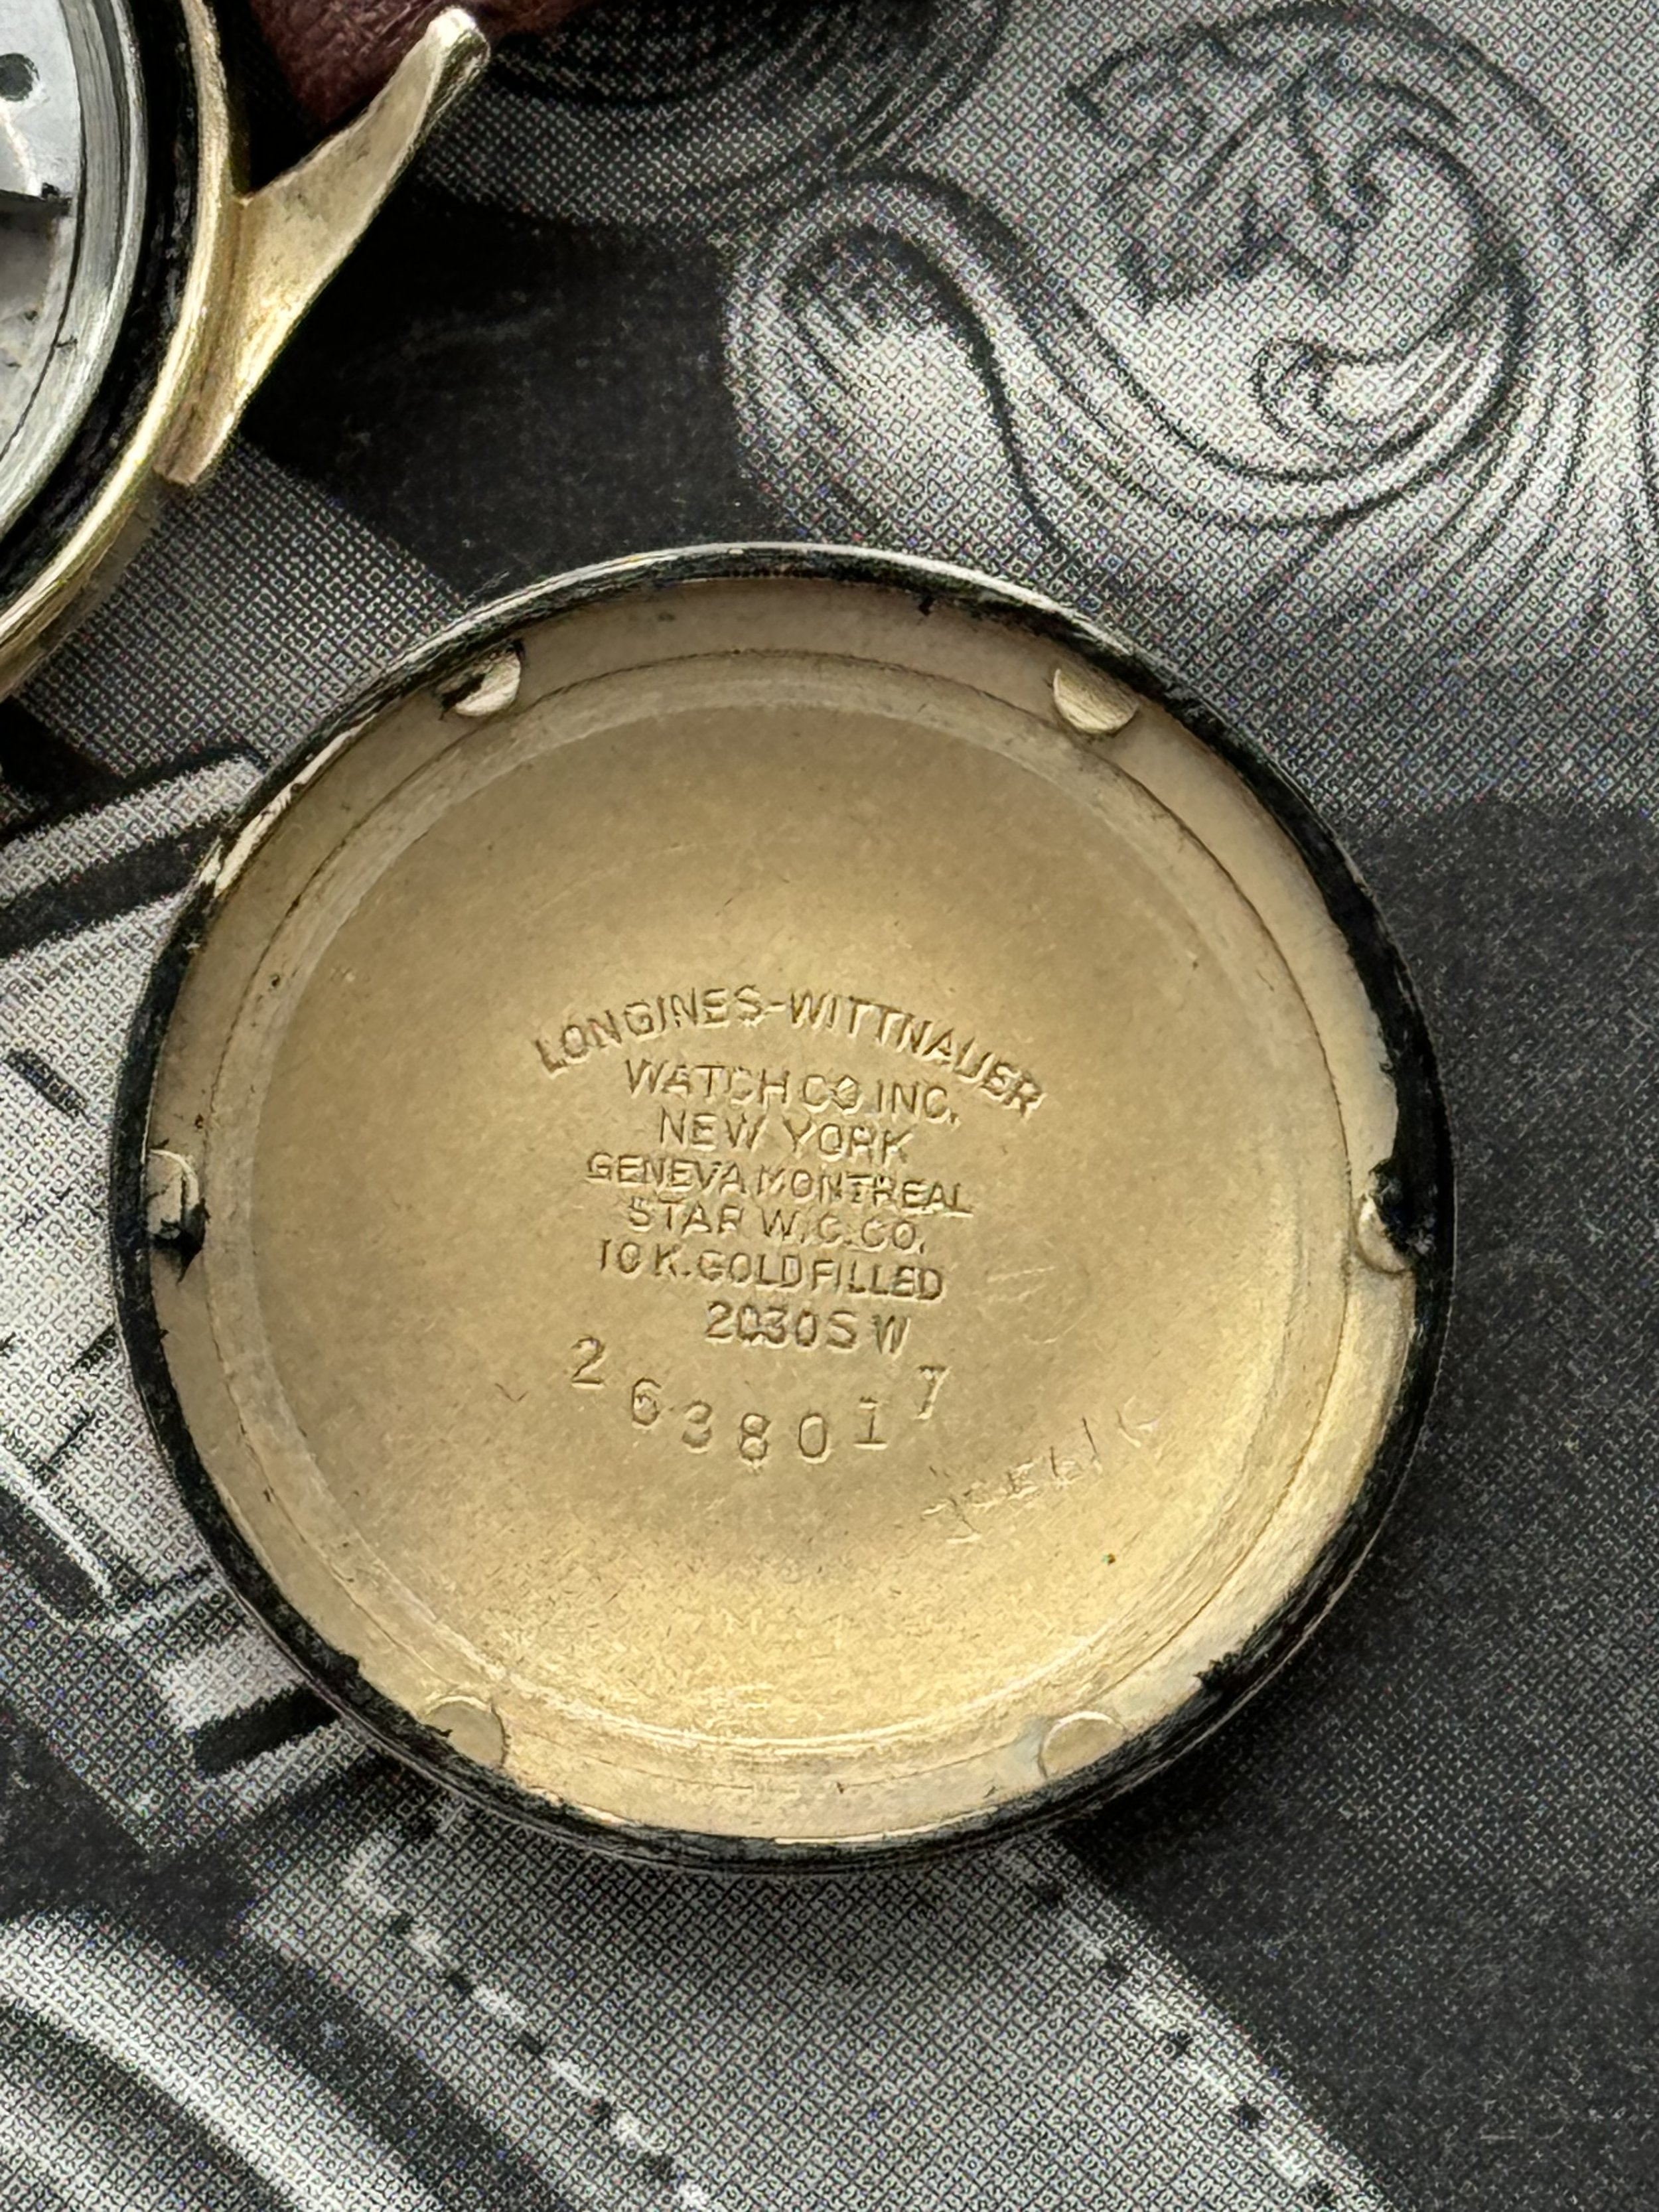 LONGINES-WITTNAUER
WATCH CO INC.
NEW YORK
GENEVA MONTREAL
STAR W.C.CO.
10 K. GOLD FILLED
2030SW
2638017